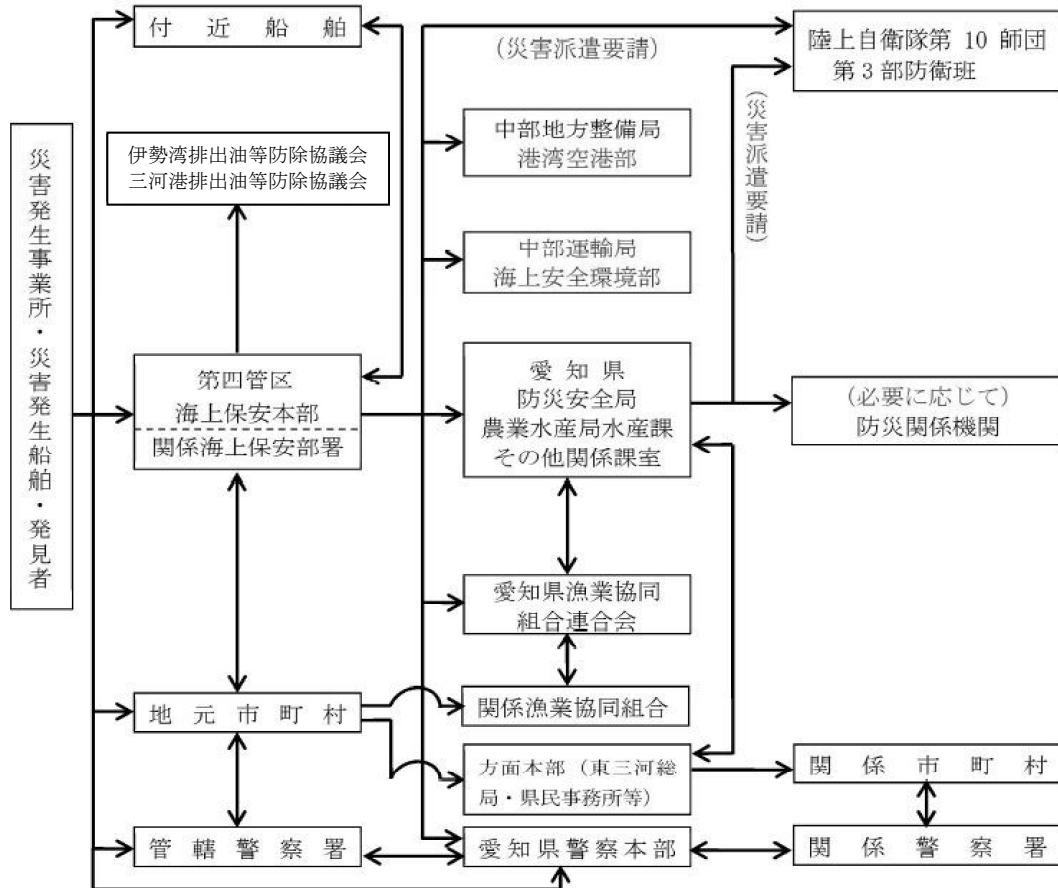 災害発生事業所・災害発生船舶・発見者
付近船舶
伊勢湾排出油等防除協議会
三河港排出油等防除協議会
第四管区
海上保安本部
関係海上保安部署
地元市町村
管轄警察署
(災害派遣要請)
中部地方整備局
港湾空港部
中部運輸局
海上安全環境部
愛知県
防災安全局
農業水産局水産課
その他関係課室
愛知県漁業協同
組合連合会
関係漁業協同組合
方面本部（東三河総
局・県民事務所等）
愛知県警察本部
陸上自衛隊第 10 師団
第３部防衛班
(災害派遣要請)
(必要に応じて)
防災関係機関
関係市町村
関係警察署